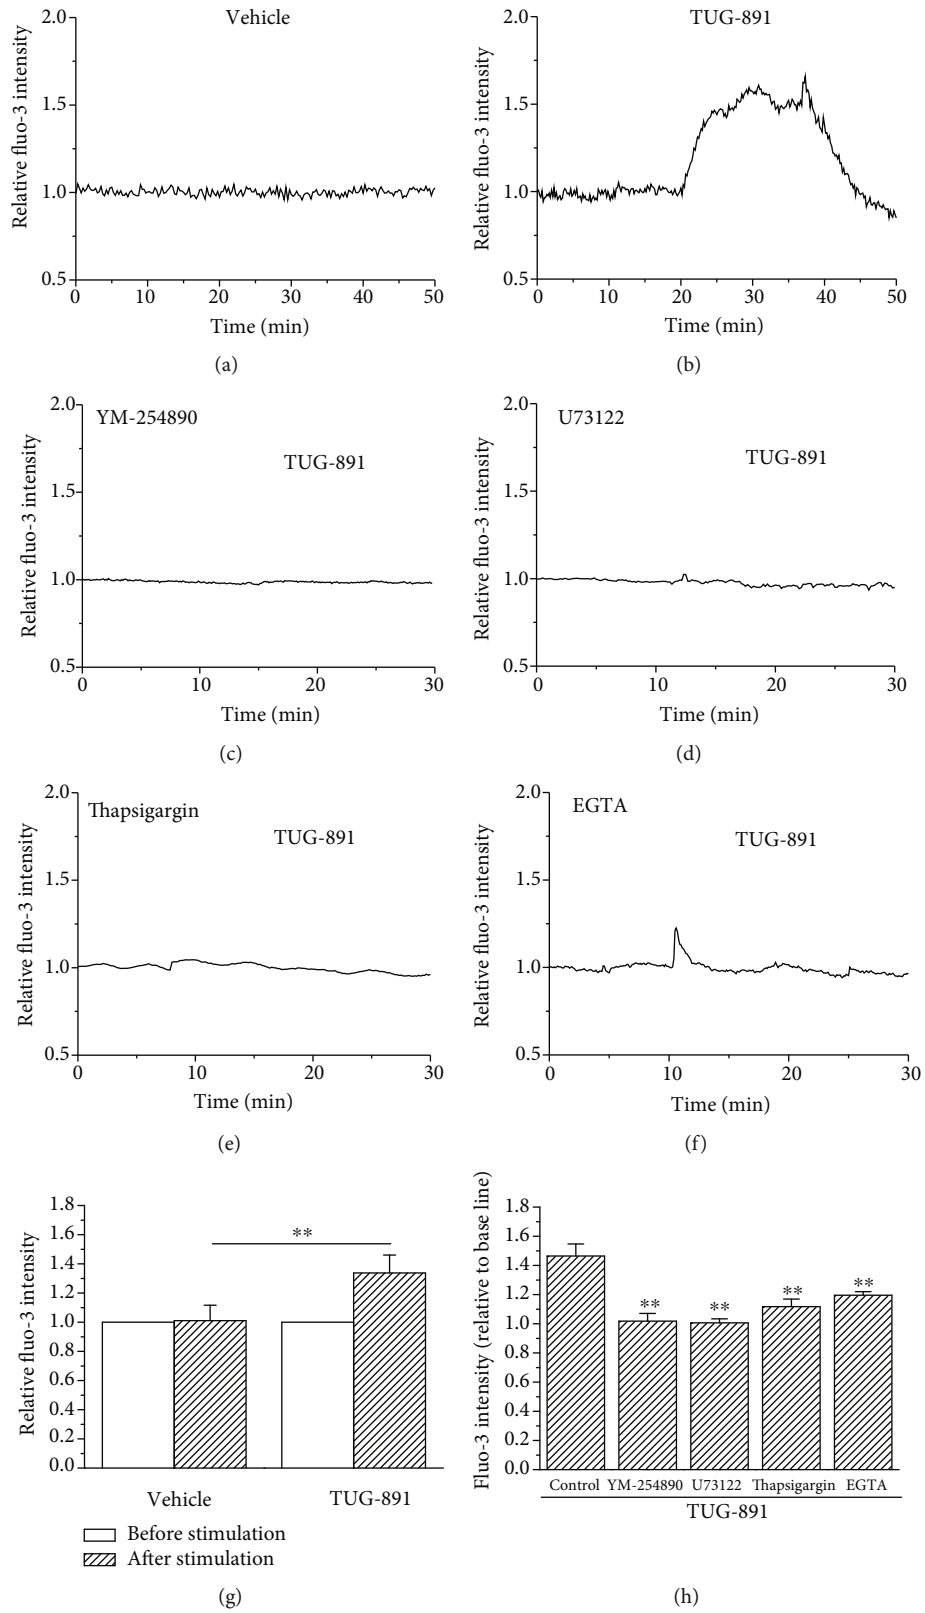 Vehicle
Relative fluo-3 intensity
2.0
1.5
1.0
0.5
0 10 20 30 40 50
Time (min)
(a)
TUG-891
Relative fluo-3 intensity
2.0
1.5
1.0
0.5
0 10 20 30 40 50
Time (min)
(b)
YM-254890
TUG-891
Relative fluo-3 intensity
2.0
1.5
1.0
0.5
0 10 20 30
Time (min)
(c)
U73122
TUG-891
Relative fluo-3 intensity
2.0
1.5
1.0
0.5
0 10 20 30
Time (min)
(d)
Thapsigargin
TUG-891
Relative fluo-3 intensity
2.0
1.5
1.0
0.5
0 10 20 30
Time (min)
(e)
EGTA
TUG-891
Relative fluo-3 intensity
2.0
1.5
1.0
0.5
0 10 20 30
Time (min)
(f)
Relative fluo-3 intensity
1.8
1.6
1.4
1.2
1.0
0.8
0.6
0.4
0.2
0.0
**
Vehicle TUG-891
Before stimulation
After stimulation
(g)
Fluo-3 intensity (relative to base line)
1.8
1.6
1.4
1.2
1.0
0.8
0.6
0.4
0.2
0.0
** ** ** **
Control YM-254890 U73122 Thapsigargin EGTA
TUG-891
(h)